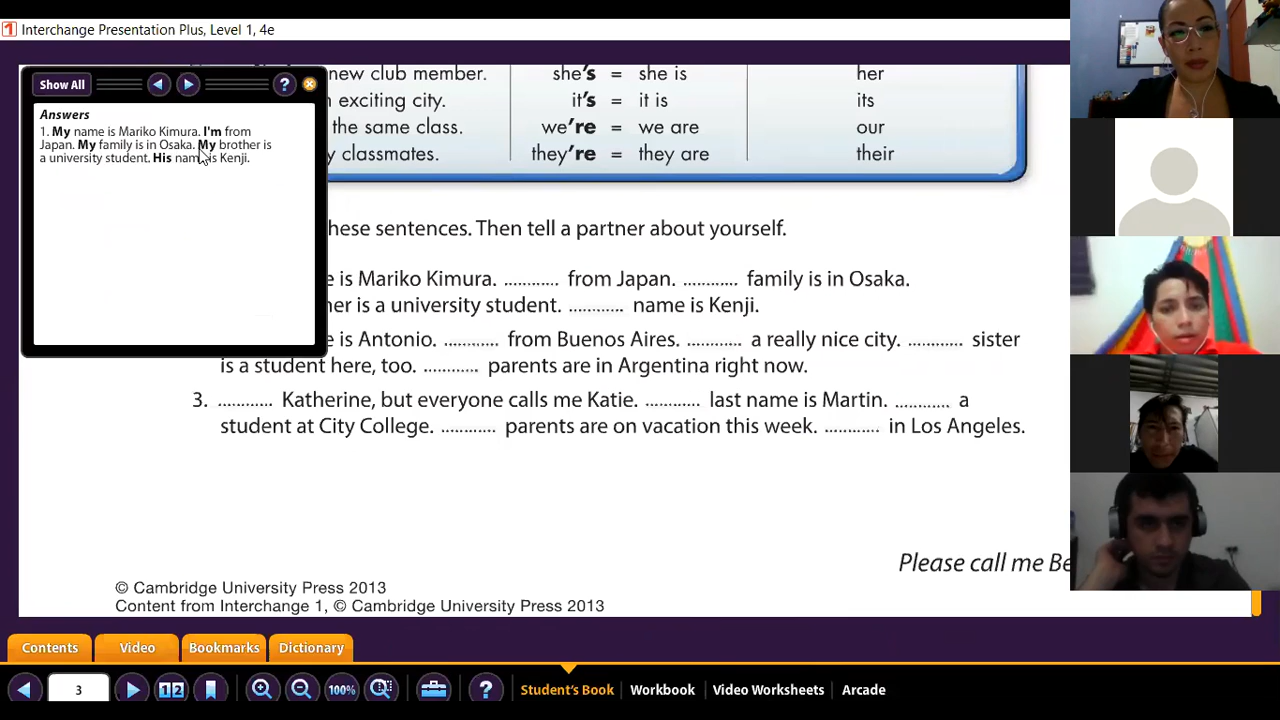 Interchange Presentation Plus, Level 1, 4e
Show All
?
Answers
1. My name is Mariko Kimura. I'm from
Japan. My family is in Osaka. My brother is
a university student. His name is Kenji.
new club member. she's = she is her
exciting city. it's = it is its
the same class. we're = we are our
classmates. they're = they are their
these sentences. Then tell a partner about yourself.
is Mariko Kimura. ............ from Japan. ............ family is in Osaka.
is a university student. ............ name is Kenji.
is Antonio. ............ from Buenos Aires. ............ a really nice city. ............ sister
is a student here, too. ............ parents are in Argentina right now.
3. ............ Katherine, but everyone calls me Katie. ............ last name is Martin. ............ a
student at City College. ............ parents are on vacation this week. ............ in Los Angeles.
Please call me
© Cambridge University Press 2013
Content from Interchange 1, © Cambridge University Press 2013
Contents Video Bookmarks Dictionary
3 12 100% ? Student's Book Workbook Video Worksheets Arcade